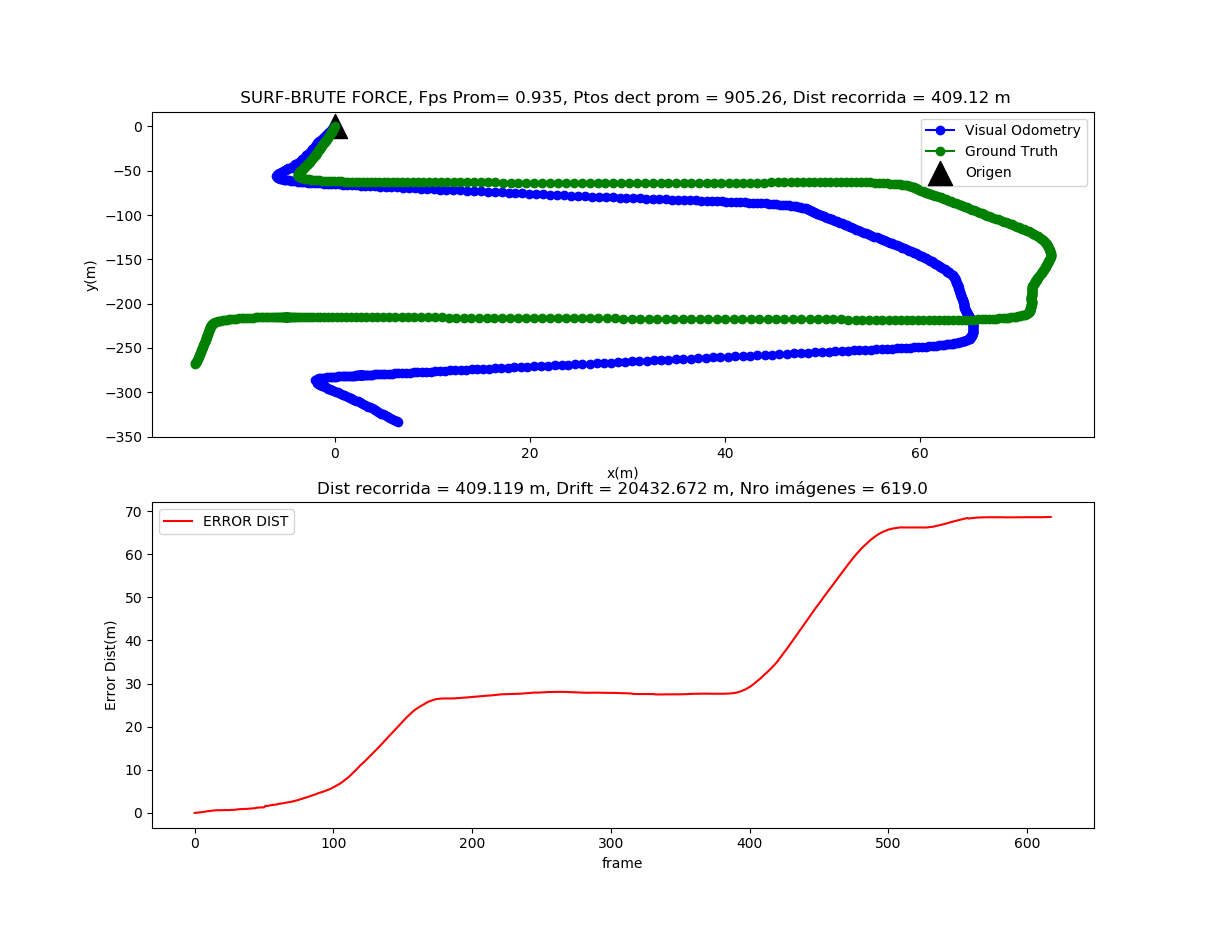 SURF-BRUTE FORCE, Fps Prom= 0.935, Ptos dect prom = 905.26, Dist recorrida = 409.12 m
Visual Odometry
Ground Truth
Origen
0
−50
−100
−150
−200
−250
−300
−350
y(m)
0 20 40 60
x(m)
Dist recorrida = 409.119 m, Drift = 20432.672 m, Nro imágenes = 619.0
ERROR DIST
70
60
50
40
30
20
10
0
Error Dist(m)
0 100 200 300 400 500 600
frame